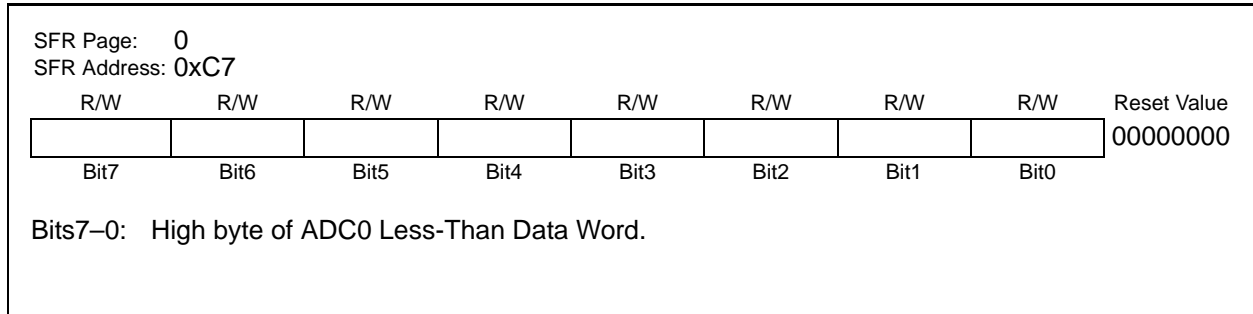 SFR Page: 0
SFR Address: 0xC7
R/W R/W R/W R/W R/W R/W R/W R/W Reset Value
00000000
Bit7 Bit6 Bit5 Bit4 Bit3 Bit2 Bit1 Bit0
Bits7–0: High byte of ADC0 Less-Than Data Word.